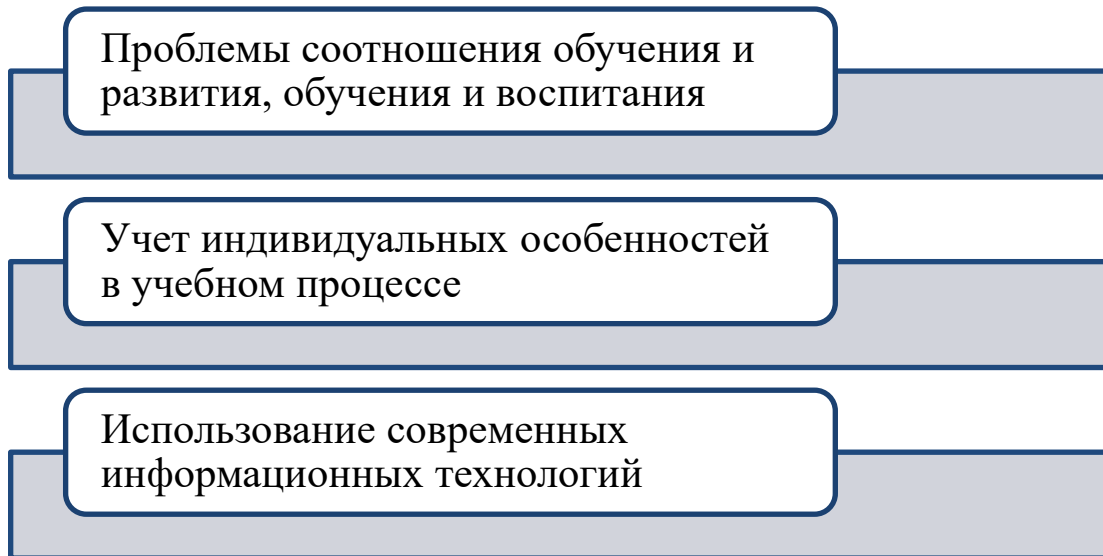 Проблемы соотношения обучения и
развития, обучения и воспитания
Учет индивидуальных особенностей
в учебном процессе
Использование современных
информационных технологий